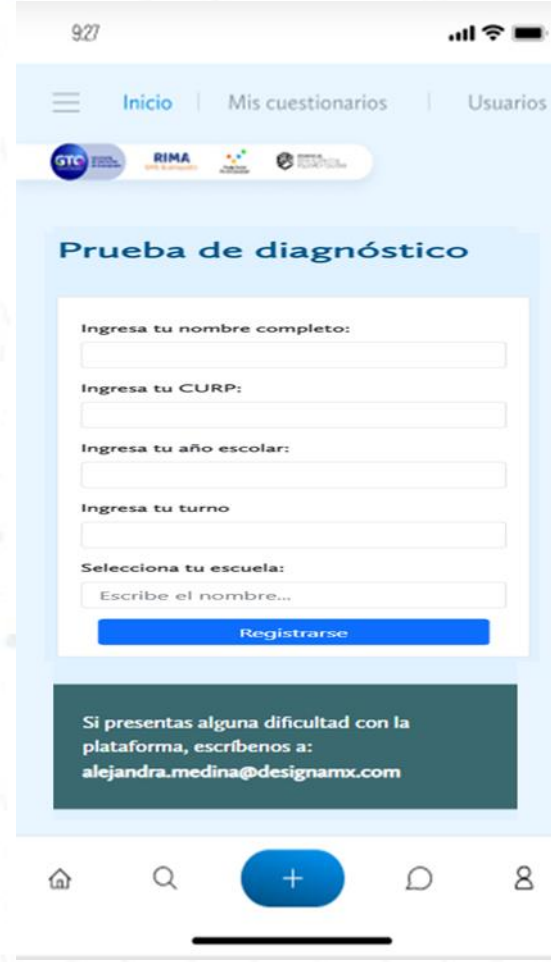 9:27
Inicio Mis cuestionarios Usuarios
GTO RIMA
Prueba de diagnóstico
Ingresa tu nombre completo:
Ingresa tu CURP:
Ingresa tu año escolar:
Ingresa tu turno
Selecciona tu escuela:
Escribe el nombre...
Registrarse
Si presentas alguna dificultad con la
plataforma, escríbenos a:
alejandra.medina@designamx.com